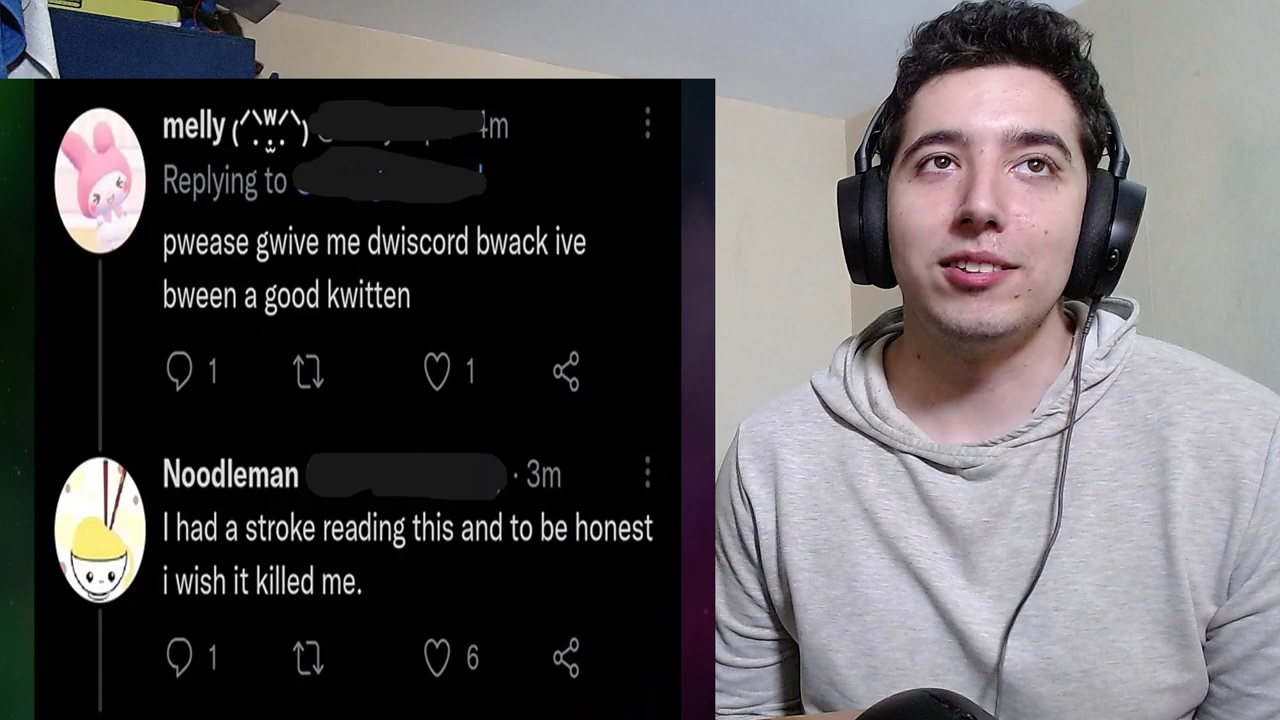 melly (/\W/\) 4m
Replying to
pwease gwive me dwiscord bwack ive
bween a good kwitten
1 1
Noodleman · 3m
I had a stroke reading this and to be honest
i wish it killed me.
1 6